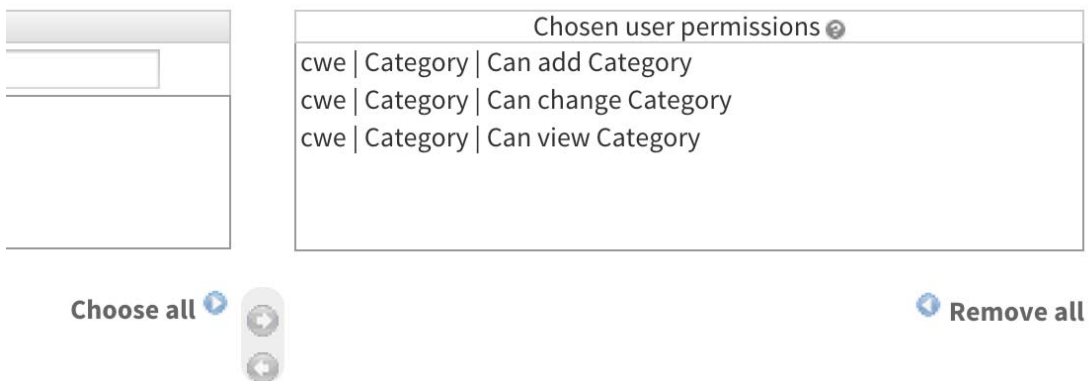 Chosen user permissions
cwe | Category | Can add Category
cwe | Category | Can change Category
cwe | Category | Can view Category
Choose all
Remove all